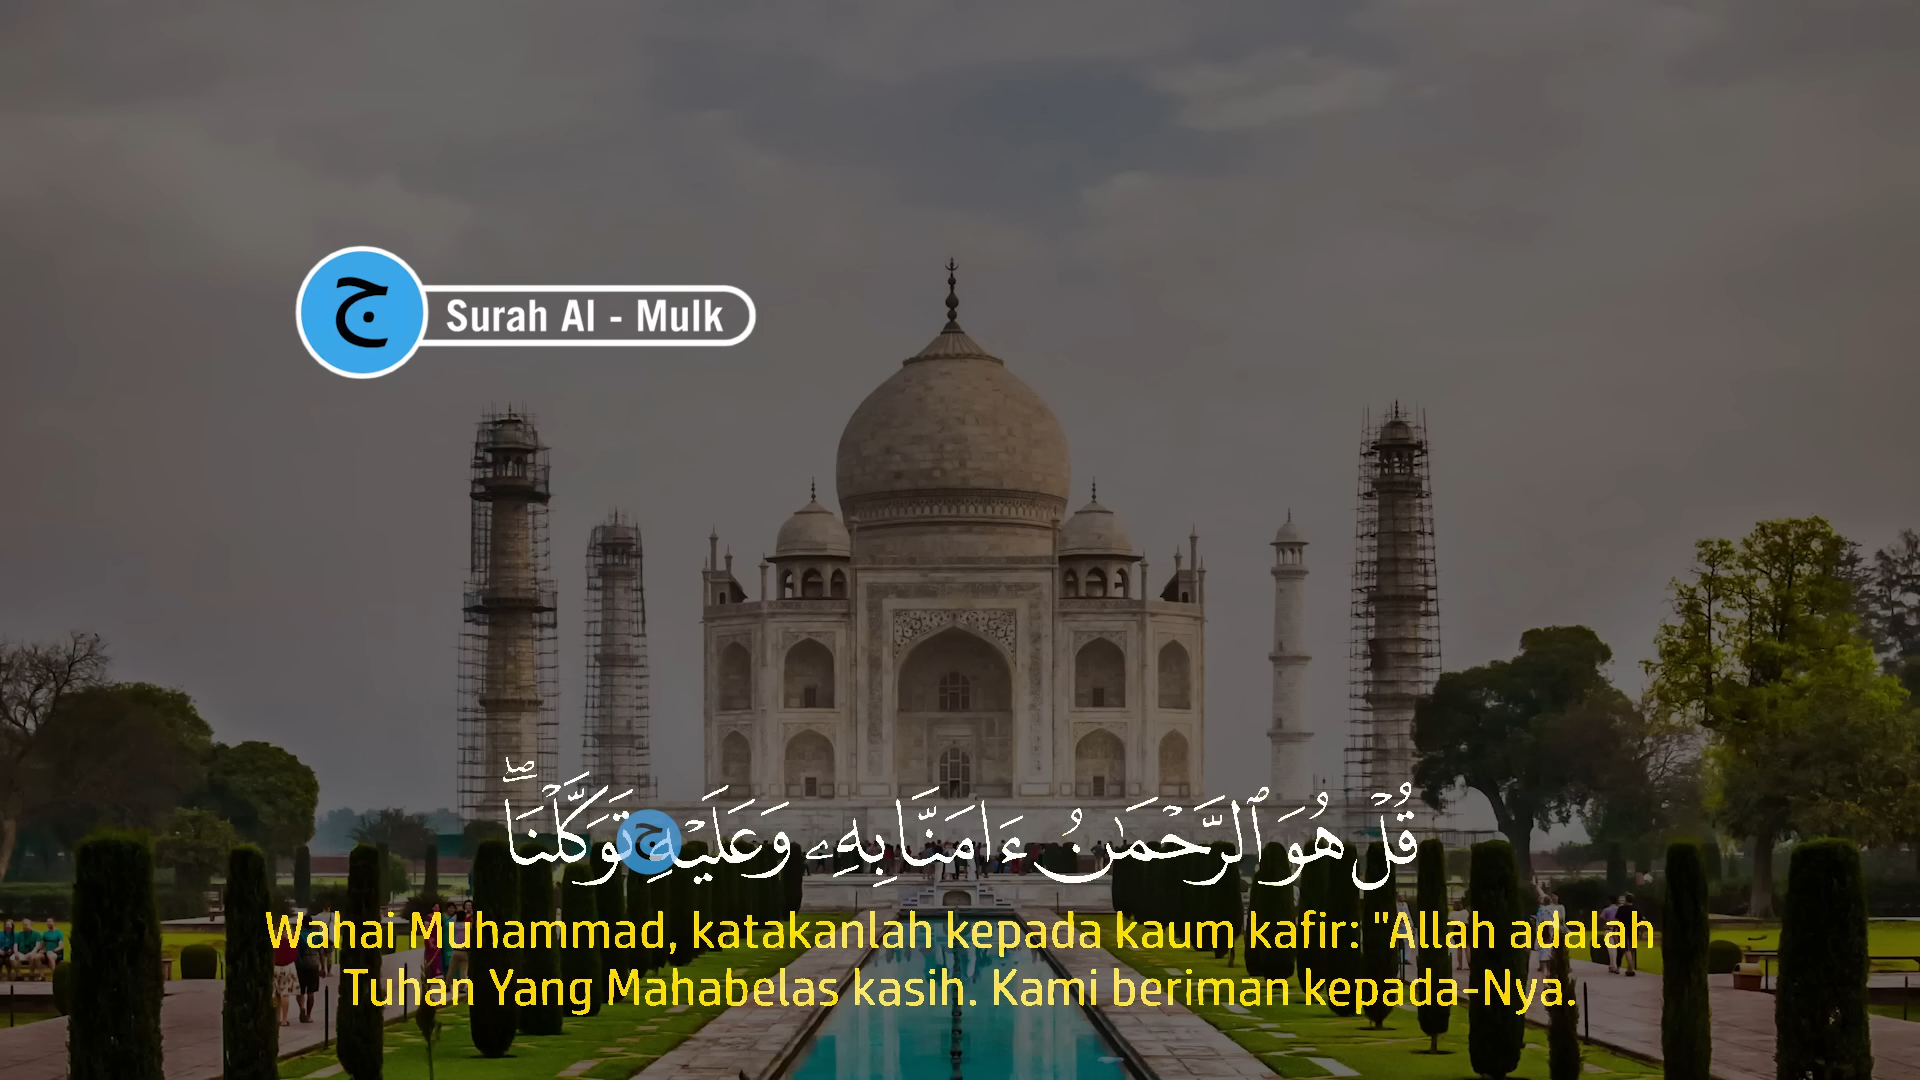 ج
Surah Al - Mulk
قُلْ هُوَ ٱلرَّحْمَـٰنُ ءَامَنَّا بِهِۦ وَعَلَيْهِ تَوَكَّلْنَا ۖ
ج
Wahai Muhammad, katakanlah kepada kaum kafir: "Allah adalah
Tuhan Yang Mahabelas kasih. Kami beriman kepada-Nya.